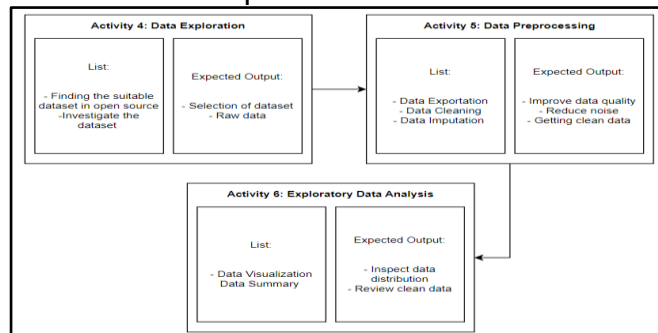 Activity 4: Data Exploration
List:
- Finding the suitable
dataset in open source
-Investigate the
dataset
Expected Output:
- Selection of dataset
- Raw data
Activity 5: Data Preprocessing
List:
- Data Exportation
- Data Cleaning
- Data Imputation
Expected Output:
- Improve data quality
- Reduce noise
- Getting clean data
Activity 6: Exploratory Data Analysis
List:
- Data Visualization
Data Summary
Expected Output:
- Inspect data
distribution
- Review clean data